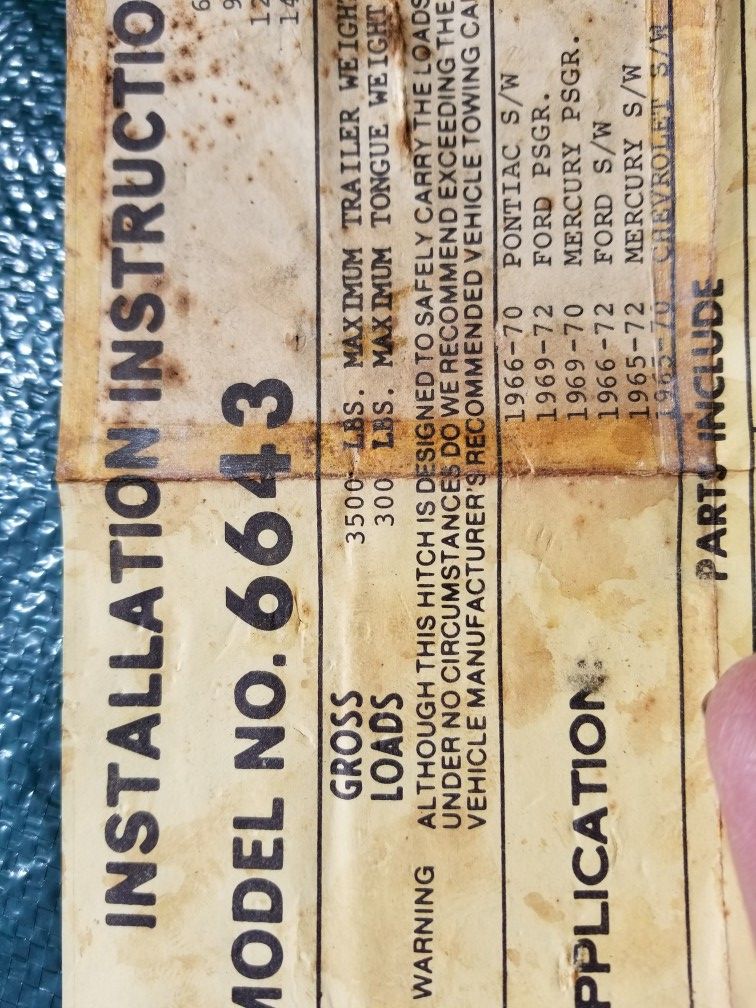 INSTALLATION INSTRUCTIO
MODEL NO. 6643
GROSS LOADS
3500 LBS. MAXIMUM TRAILER WEIGHT
300 LBS. MAXIMUM TONGUE WEIGHT
WARNING ALTHOUGH THIS HITCH IS DESIGNED TO SAFELY CARRY THE LOADS
UNDER NO CIRCUMSTANCES DO WE RECOMMEND EXCEEDING THE
VEHICLE MANUFACTURER'S RECOMMENDED VEHICLE TOWING CA
APPLICATION:
1966-70 PONTIAC S/W
1969-72 FORD PSGR.
1969-70 MERCURY PSGR.
1966-72 FORD S/W
1965-72 MERCURY S/W
1965-70 CHEVROLET S/W
PARTS INCLUDE